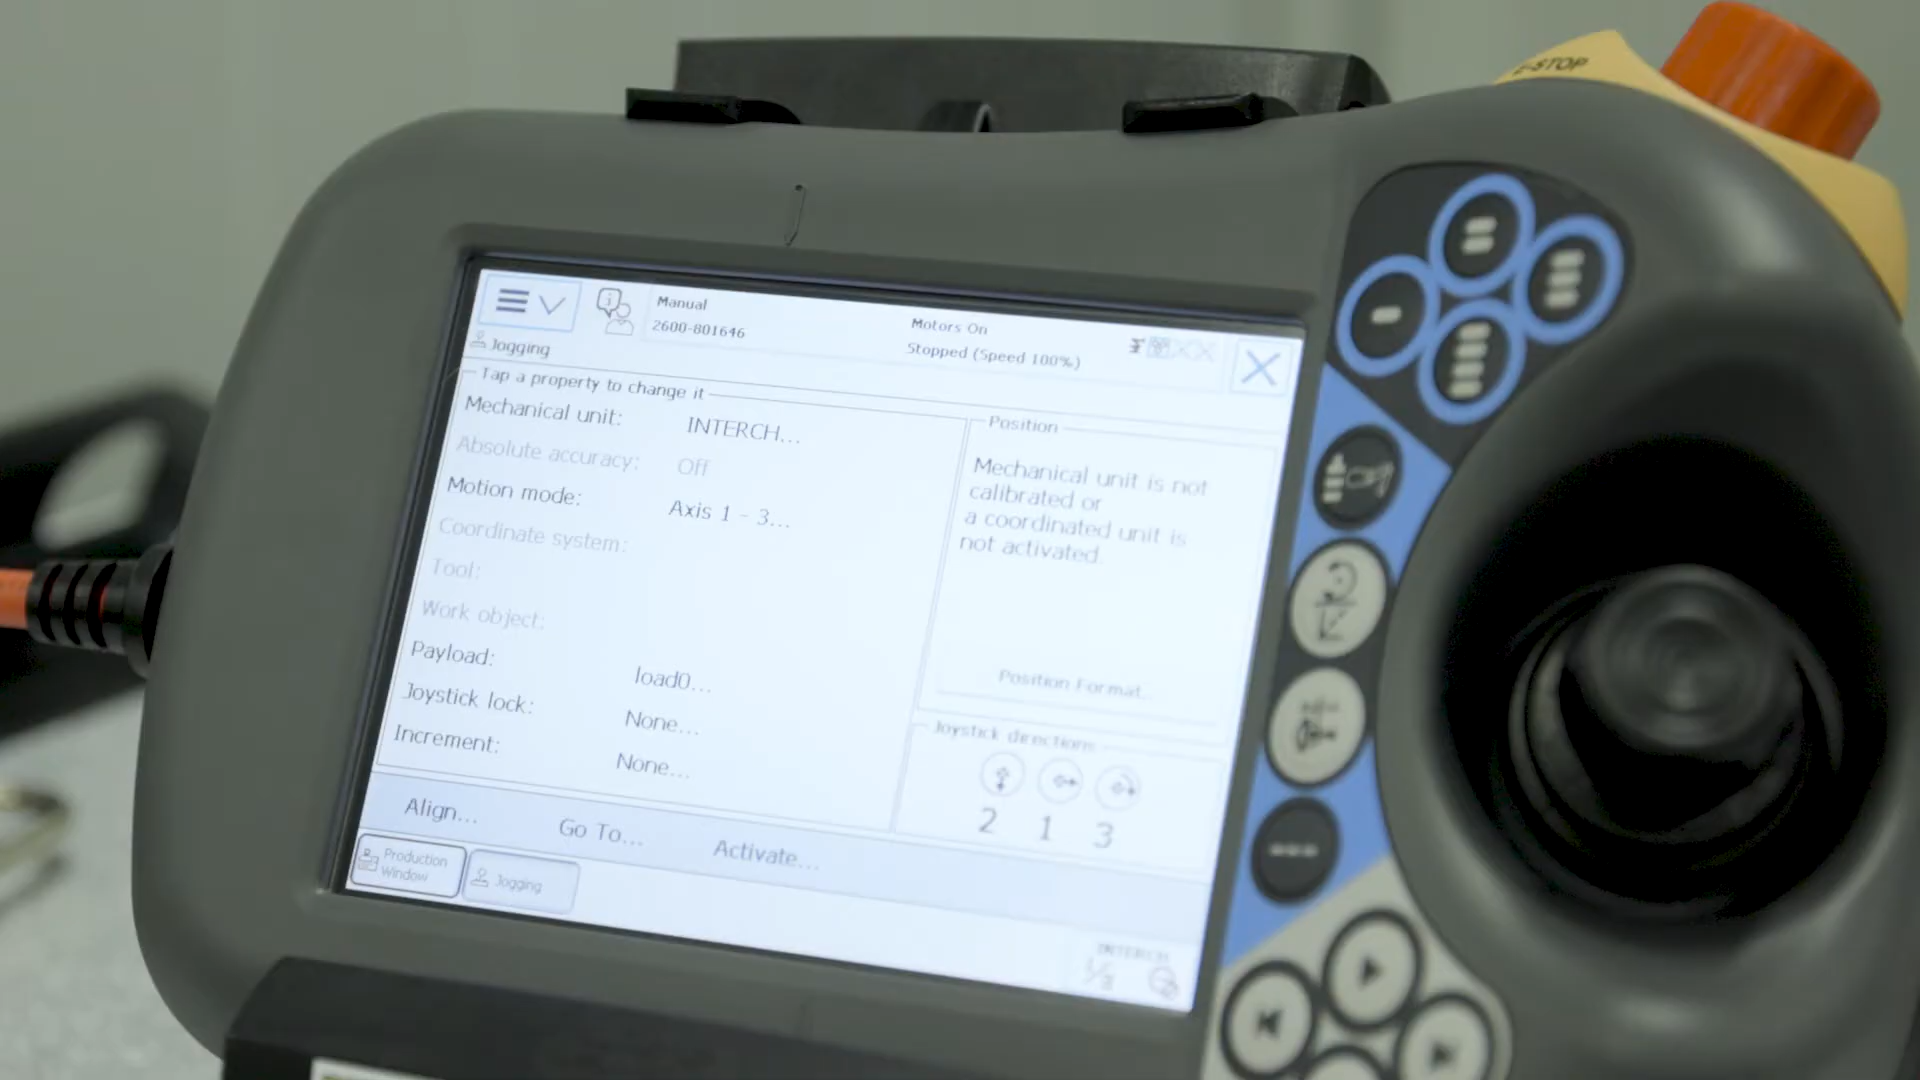 E-STOP
Manual
2600-801646
Motors On
Stopped (Speed 100%)
Jogging
Tap a property to change it
Mechanical unit: INTERCH...
Absolute accuracy: Off
Motion mode: Axis 1 - 3...
Coordinate system:
Tool:
Work object:
Payload: load0...
Joystick lock: None...
Increment: None...
Position
Mechanical unit is not
calibrated or
a coordinated unit is
not activated.
Position Format...
Joystick directions
2 1 3
Align... Go To... Activate...
Production
Window
Jogging
INTERCH